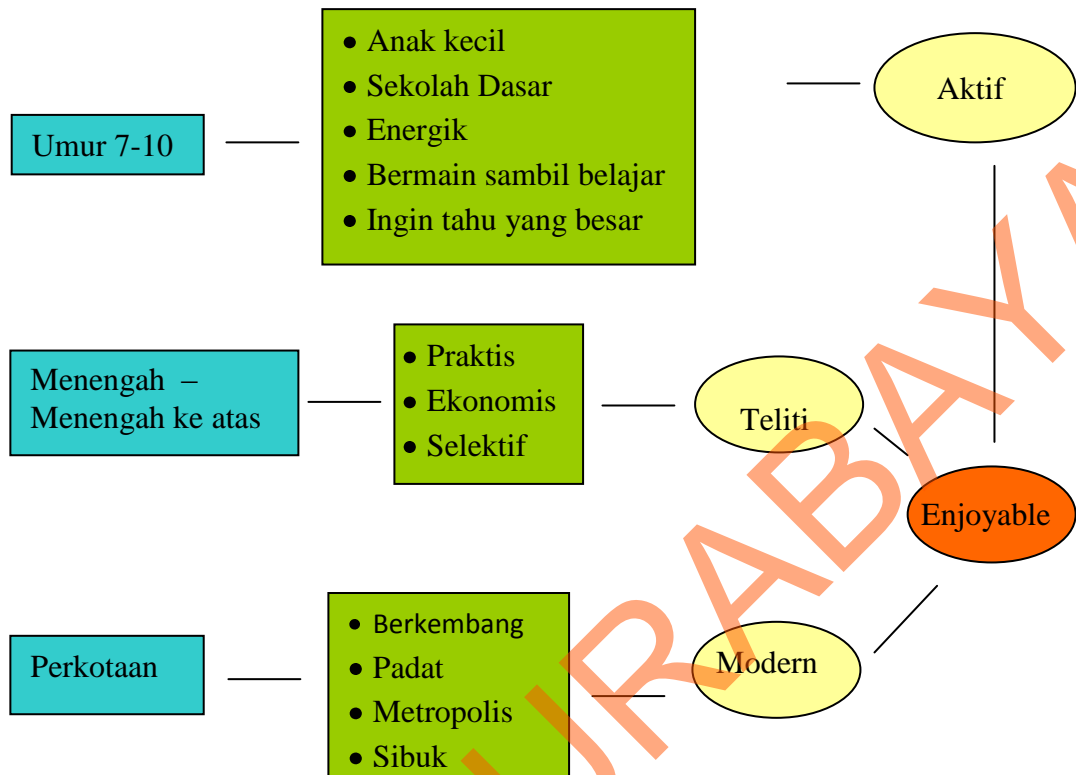 Umur 7-10
• Anak kecil
• Sekolah Dasar
• Energik
• Bermain sambil belajar
• Ingin tahu yang besar
Aktif
Menengah –
Menengah ke atas
• Praktis
• Ekonomis
• Selektif
Teliti
Enjoyable
Perkotaan
• Berkembang
• Padat
• Metropolis
• Sibuk
Modern
URABAYA